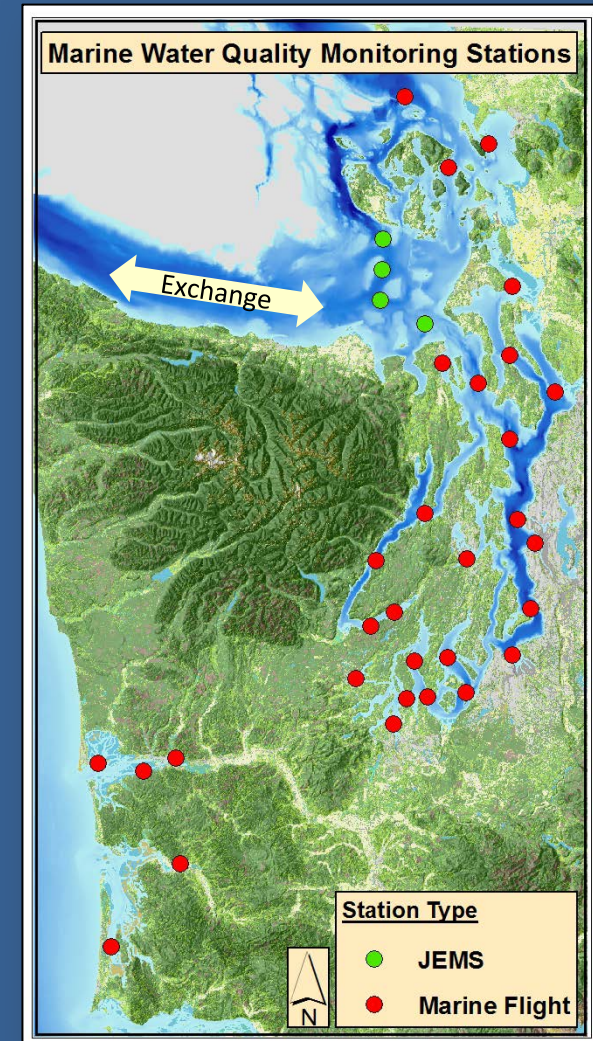 Marine Water Quality Monitoring Stations
Exchange
Station Type
JEMS
Marine Flight
N